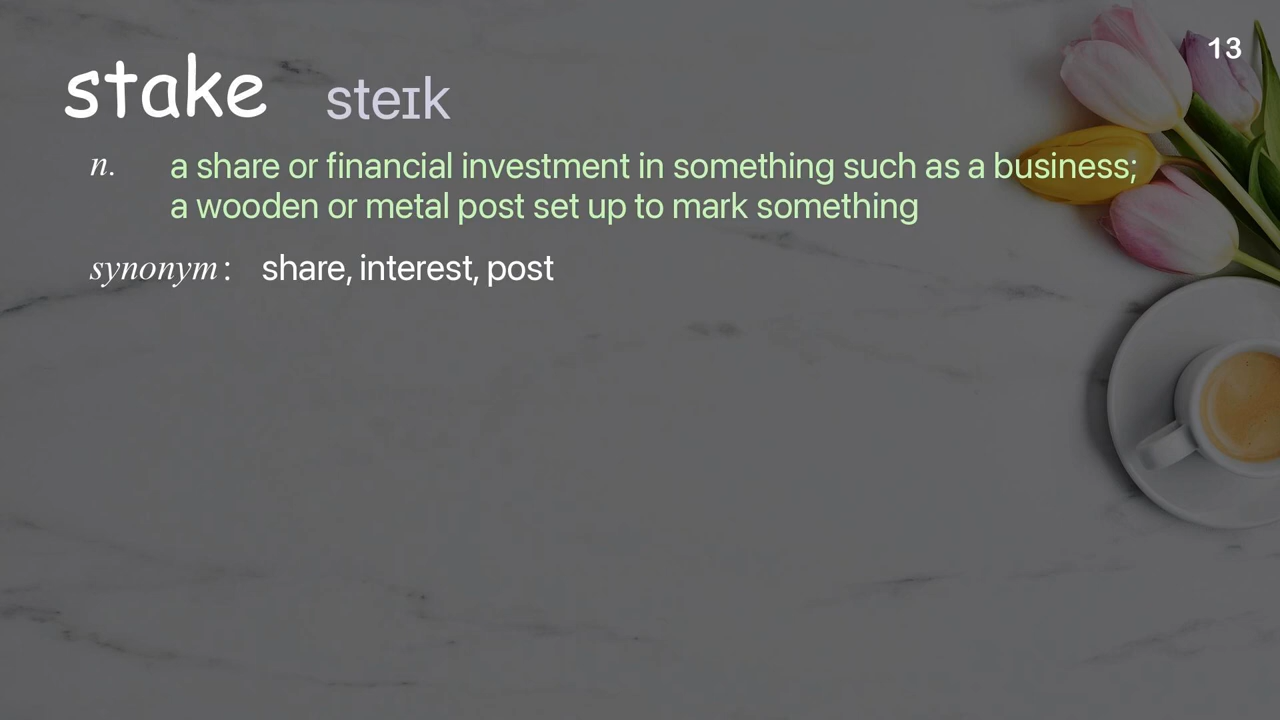 13
stake steɪk
n. a share or financial investment in something such as a business;
a wooden or metal post set up to mark something
synonym: share, interest, post